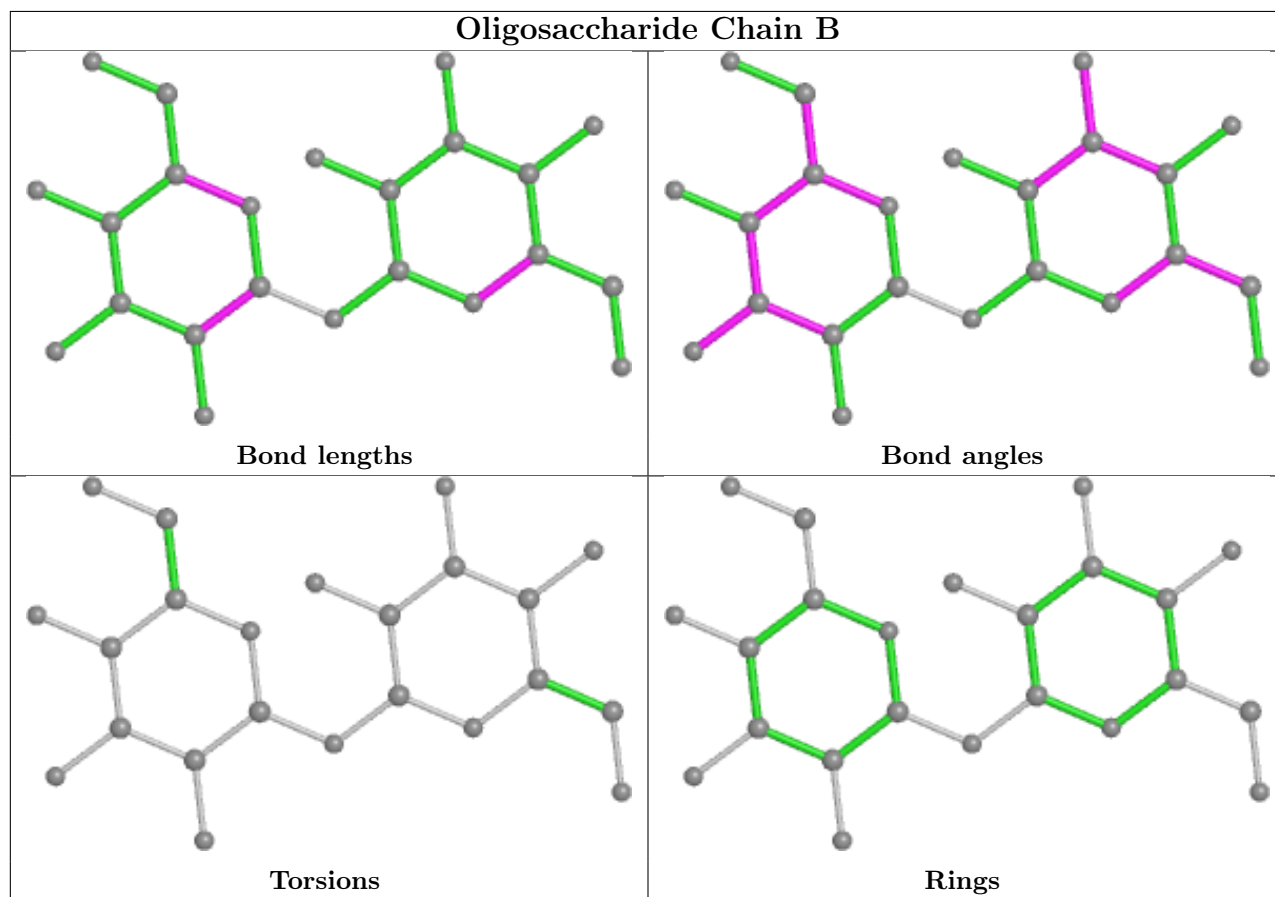 Oligosaccharide Chain B
Bond lengths
Bond angles
Torsions
Rings